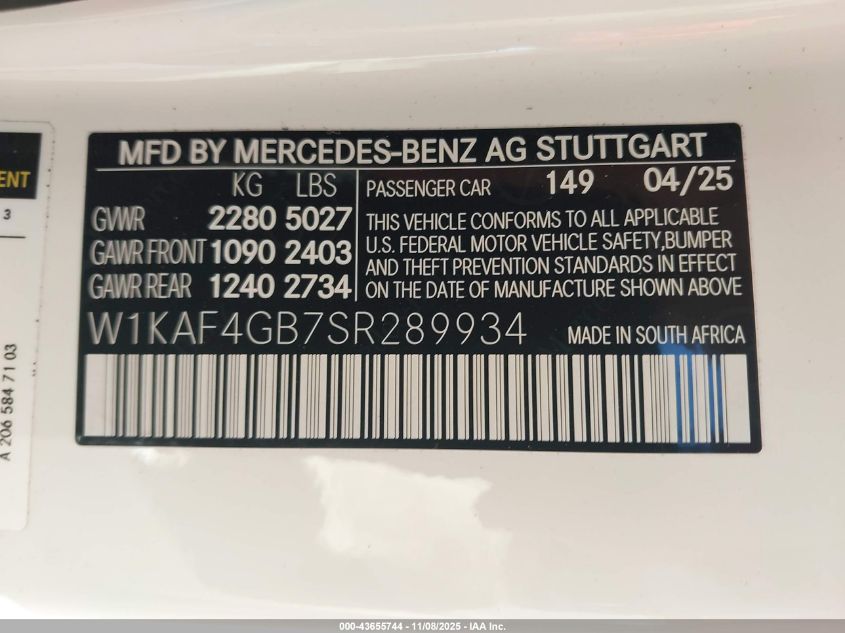 MFD BY MERCEDES-BENZ AG STUTTGART
KG LBS
GVWR 2280 5027
GAWR FRONT 1090 2403
GAWR REAR 1240 2734
PASSENGER CAR 149 04/25
THIS VEHICLE CONFORMS TO ALL APPLICABLE
U.S. FEDERAL MOTOR VEHICLE SAFETY,BUMPER
AND THEFT PREVENTION STANDARDS IN EFFECT
ON THE DATE OF MANUFACTURE SHOWN ABOVE
W1KAF4GB7SR289934 MADE IN SOUTH AFRICA
ENT
3
A 206 584 71 03
000-43655744 - 11/08/2025 - IAA Inc.